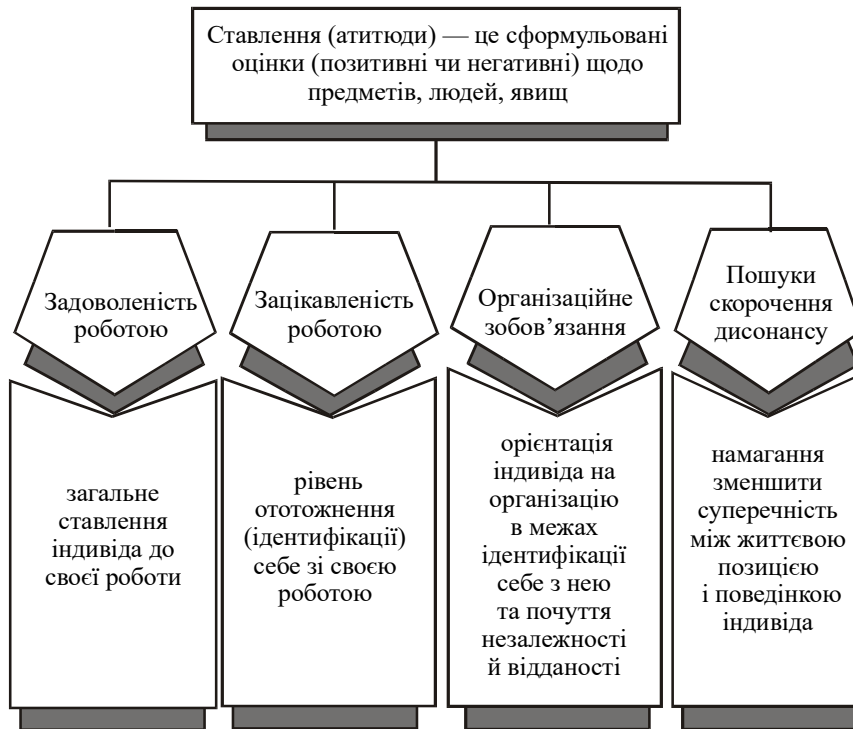 Ставлення (атитюди) — це сформульовані
оцінки (позитивні чи негативні) щодо
предметів, людей, явищ
Задоволеність
роботою
Зацікавленість
роботою
Організаційне
зобов’язання
Пошуки
скорочення
дисонансу
загальне
ставлення
індивіда до
своєї роботи
рівень
ототожнення
(ідентифікації)
себе зі своєю
роботою
орієнтація
індивіда на
організацію
в межах
ідентифікації
себе з нею
та почуття
незалежності
й відданості
намагання
зменшити
суперечність
між життєвою
позицією
і поведінкою
індивіда